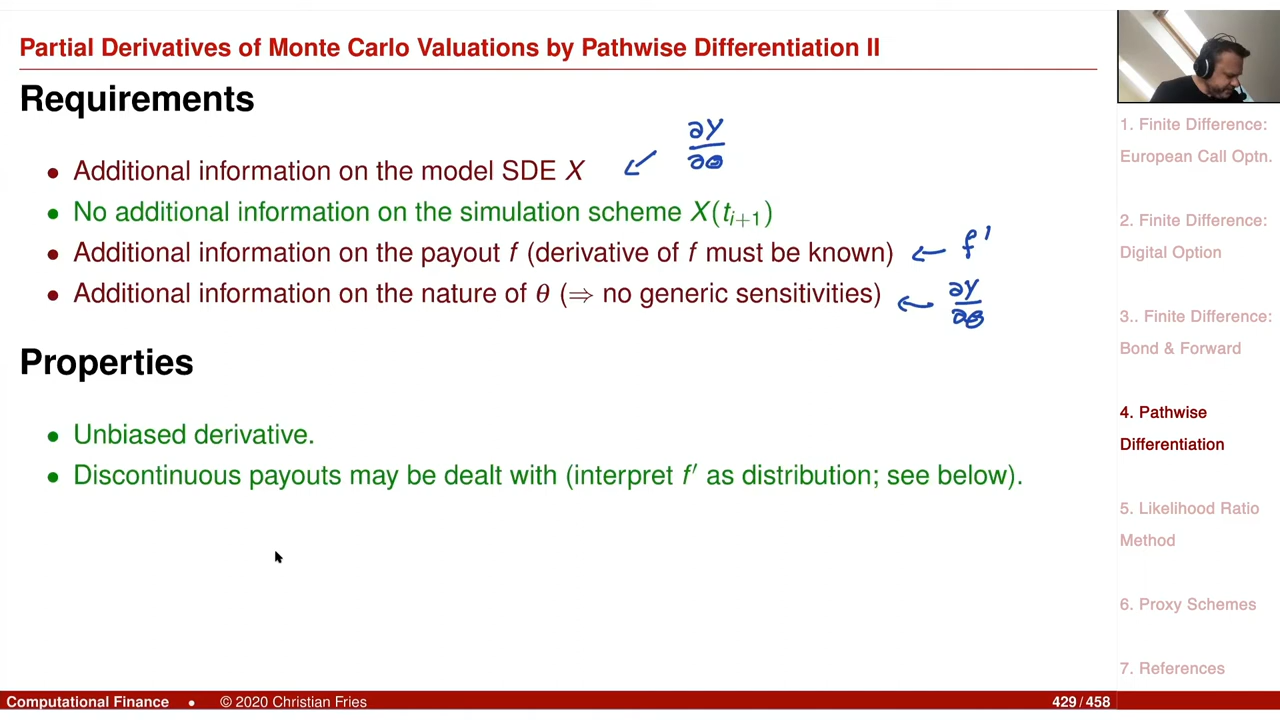 Partial Derivatives of Monte Carlo Valuations by Pathwise Differentiation II
Requirements
∂Y/∂θ
• Additional information on the model SDE X
• No additional information on the simulation scheme X(t_{i+1})
• Additional information on the payout f (derivative of f must be known) ← f′
• Additional information on the nature of θ (⇒ no generic sensitivities) ← ∂Y/∂θ
Properties
• Unbiased derivative.
• Discontinuous payouts may be dealt with (interpret f′ as distribution; see below).
1. Finite Difference:
European Call Optn.
2. Finite Difference:
Digital Option
3.. Finite Difference:
Bond & Forward
4. Pathwise
Differentiation
5. Likelihood Ratio
Method
6. Proxy Schemes
7. References
Computational Finance • © 2020 Christian Fries 429 / 458